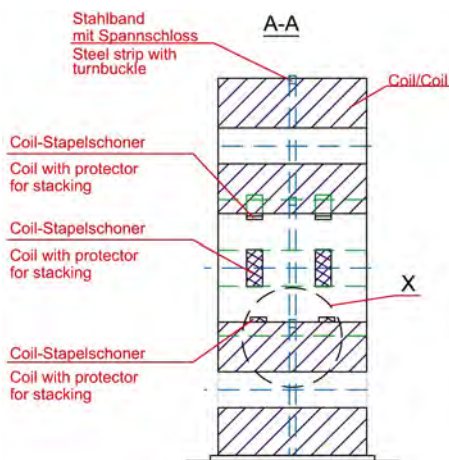 Stahlband
mit Spannschloss
Steel strip with
turnbuckle
A-A
Coil/Coil
Coil-Stapelschoner
Coil with protector
for stacking
Coil-Stapelschoner
Coil with protector
for stacking
X
Coil-Stapelschoner
Coil with protector
for stacking